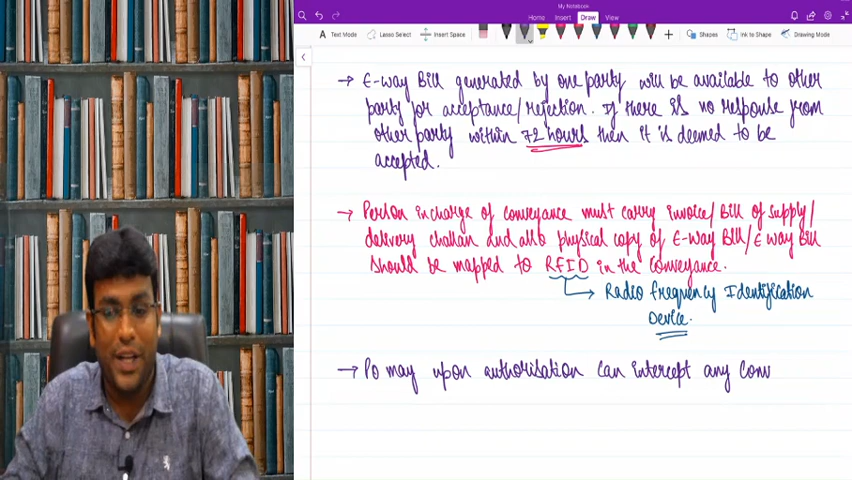 My Notebook
Home Insert Draw View
Text Mode Lasso Select Insert Space Shapes Ink to Shape Drawing Mode
→ E-way Bill generated by one party will be available to other
party for acceptance/rejection. If there is no response from
other party within 72 hours then it is deemed to be
accepted.
→ Person in charge of conveyance must carry invoice/Bill of supply/
delivery challan and also physical copy of E-way Bill/E way Bill
should be mapped to RFID in the conveyance.
→ Radio frequency Identification
Device.
→ PO may upon authorisation can intercept any conv